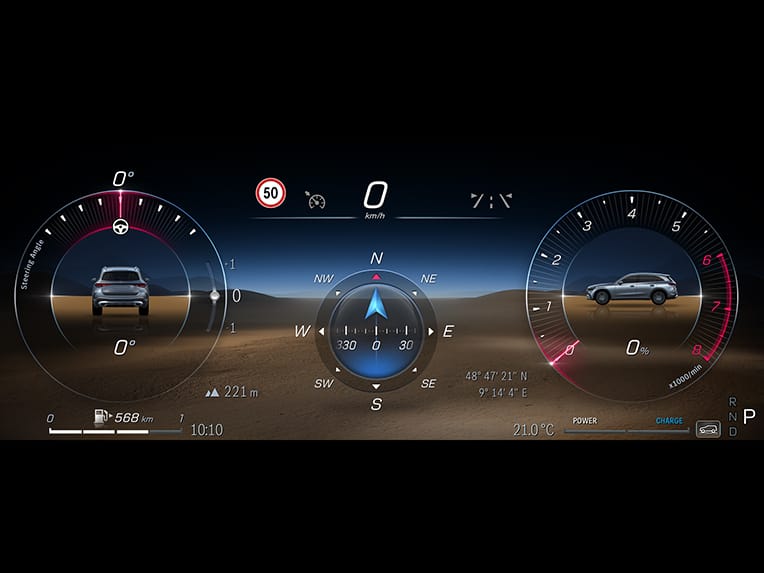 0°
50
0
km/h
Steering Angle
1
0
1
0°
221 m
N
NW
NE
W
E
330 0 30
SW
SE
S
48° 47' 21" N
9° 14' 4" E
0
1
2
3
4
5
6
7
8
x1000/min
0%
0
568 km
1
10:10
21.0°C
POWER
CHARGE
R
N
D
P